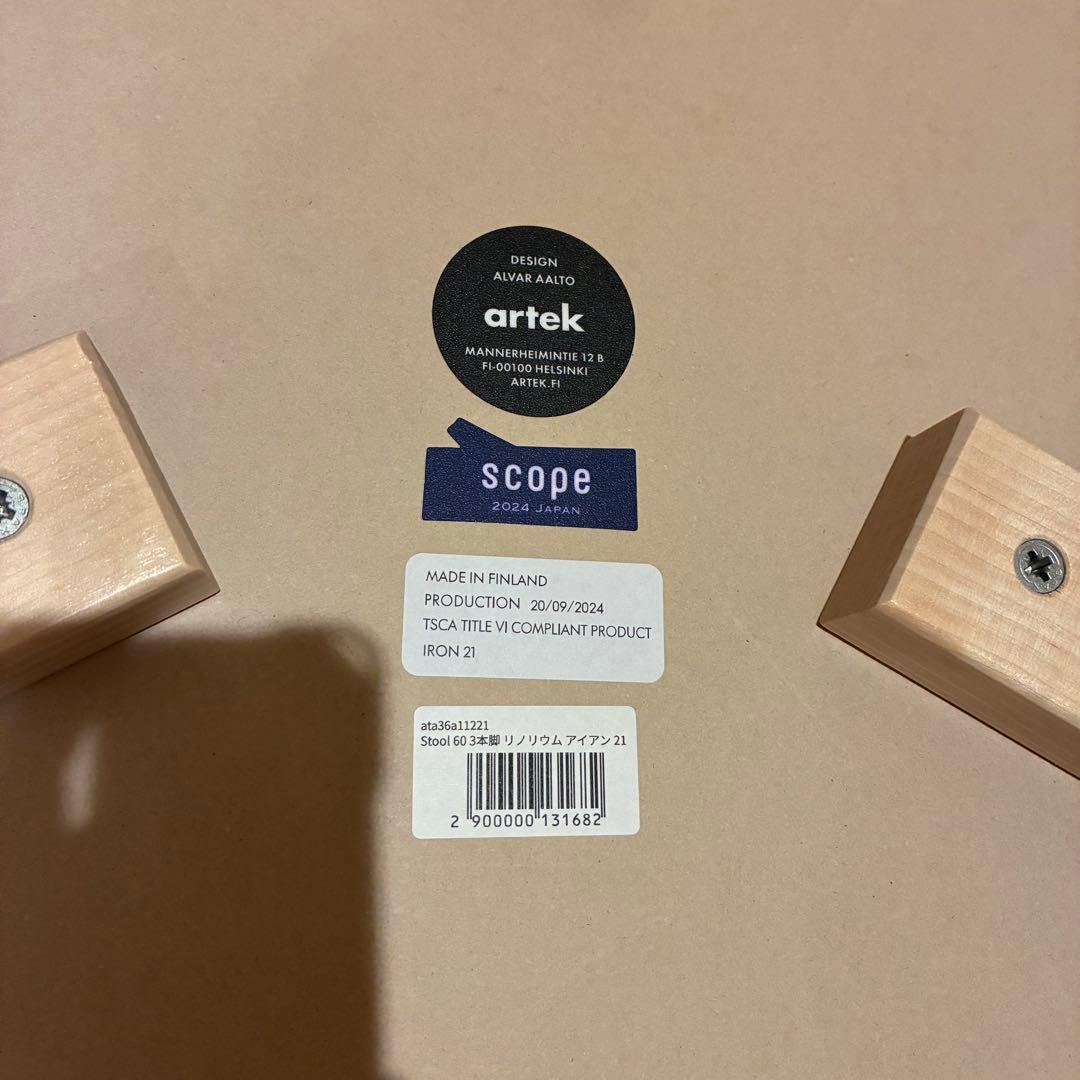 DESIGN
ALVAR AALTO
artek
MANNERHEIMINTIE 12 B
FI-00100 HELSINKI
ARTEK.FI
scope
2024 JAPAN
MADE IN FINLAND
PRODUCTION 20/09/2024
TSCA TITLE VI COMPLIANT PRODUCT
IRON 21
ata36a11221
Stool 60 3本脚 リノリウム アイアン 21
2 900000 131682